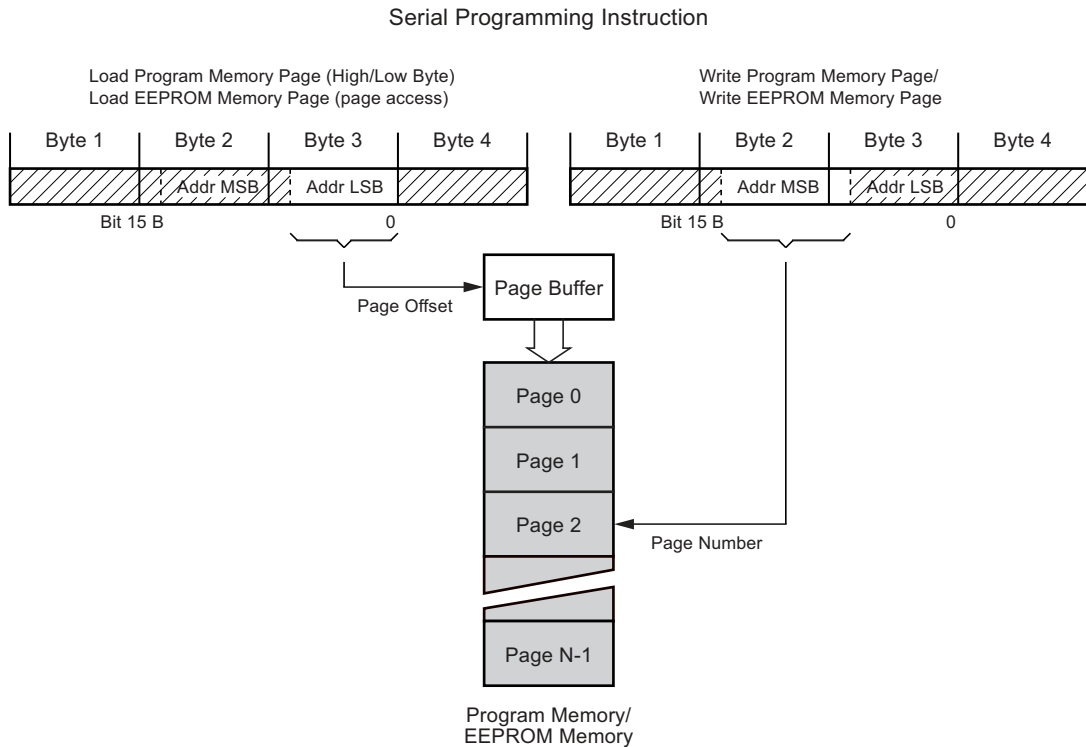 Serial Programming Instruction
Load Program Memory Page (High/Low Byte)
Load EEPROM Memory Page (page access)
Write Program Memory Page/
Write EEPROM Memory Page
Byte 1 Byte 2 Byte 3 Byte 4
Byte 1 Byte 2 Byte 3 Byte 4
Addr MSB Addr LSB
Addr MSB Addr LSB
Bit 15 B 0
Bit 15 B 0
Page Buffer
Page Offset
Page 0
Page 1
Page 2
Page Number
Page N-1
Program Memory/
EEPROM Memory